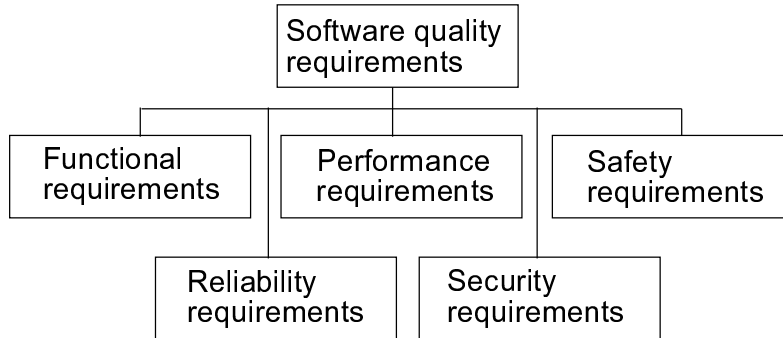 Software quality
requirements
Functional
requirements
Performance
requirements
Safety
requirements
Reliability
requirements
Security
requirements